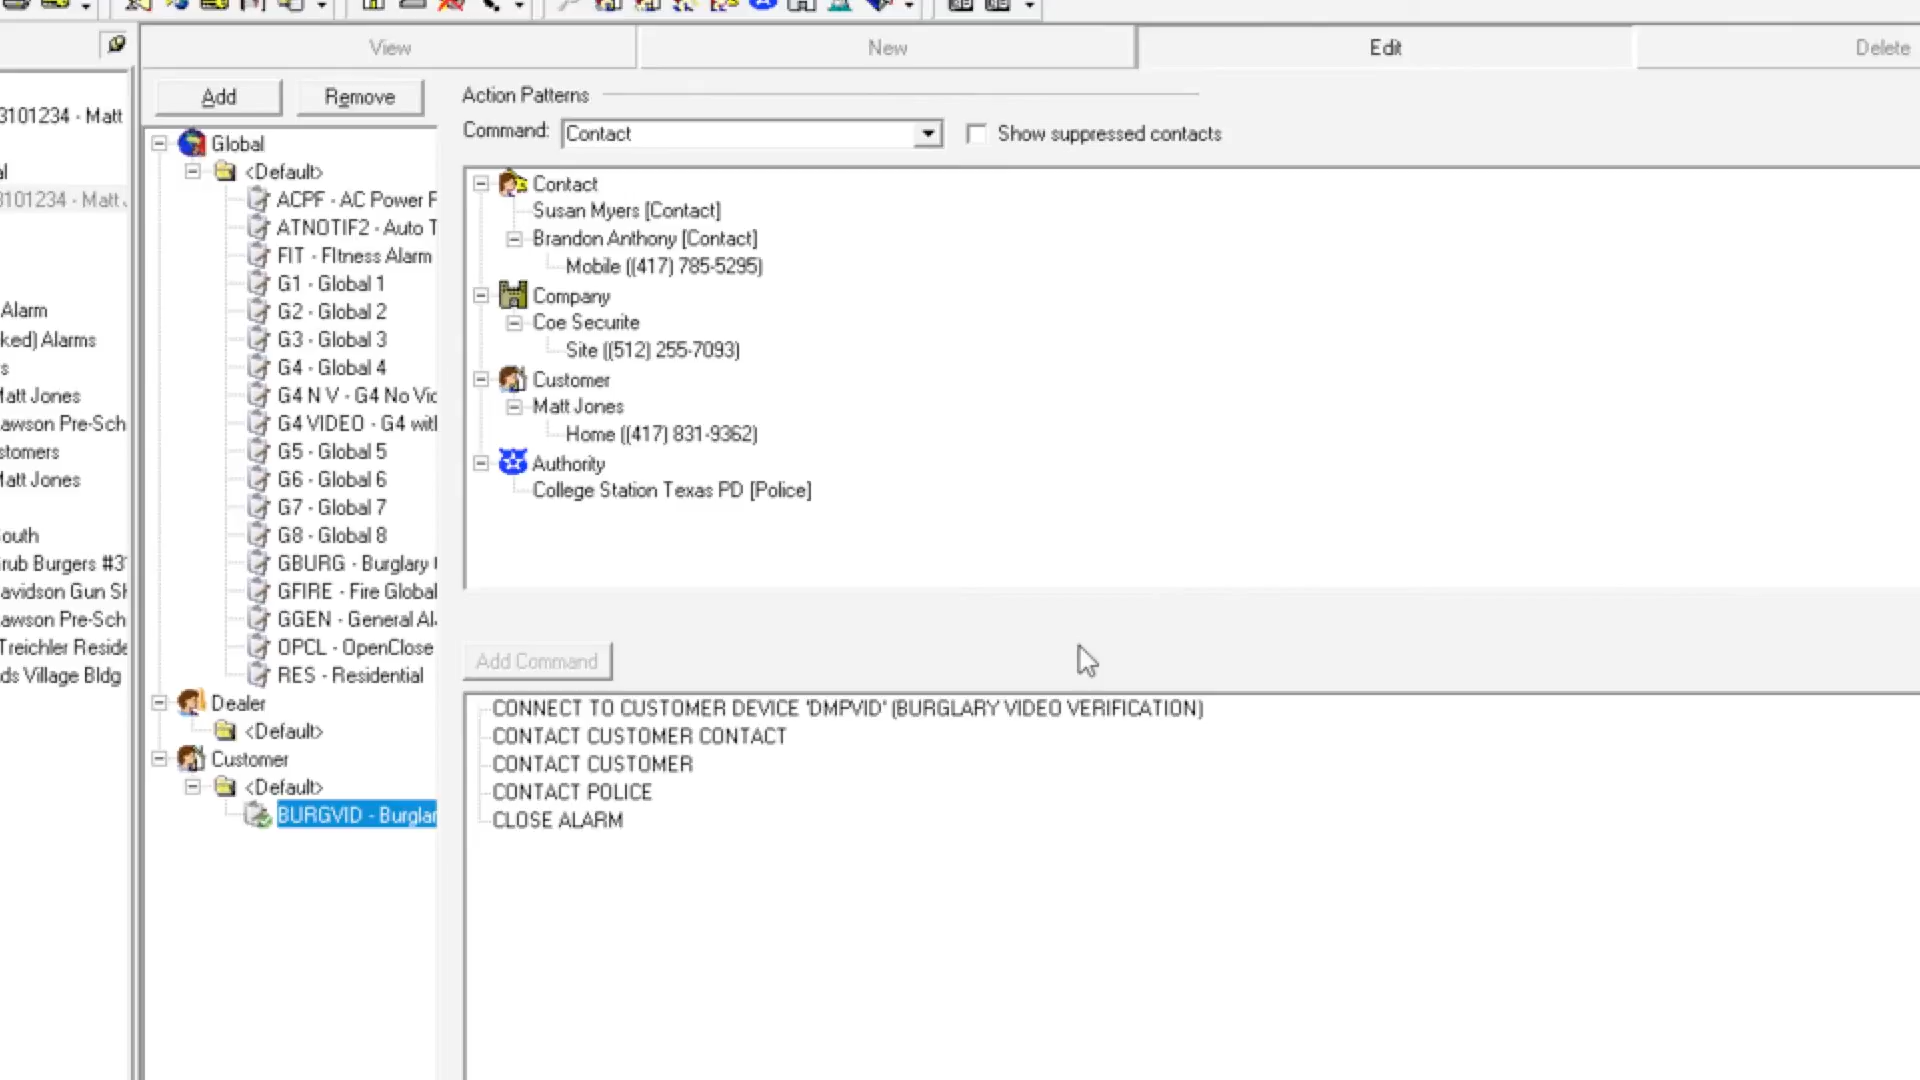 View
New
Edit
Delete
Add
Remove
Action Patterns
Command:
Contact
Show suppressed contacts
3101234 - Matt
3101234 - Matt
Alarm
ked) Alarms
Matt Jones
awson Pre-Sch
stomers
Matt Jones
outh
rub Burgers #3
avidson Gun Sh
awson Pre-Sch
Treichler Reside
ds Village Bldg
Global
<Default>
ACPF - AC Power F
ATNOTIF2 - Auto T
FIT - FItness Alarm
G1 - Global 1
G2 - Global 2
G3 - Global 3
G4 - Global 4
G4 N V - G4 No Vic
G4 VIDEO - G4 with
G5 - Global 5
G6 - Global 6
G7 - Global 7
G8 - Global 8
GBURG - Burglary
GFIRE - Fire Global
GGEN - General Al
OPCL - OpenClose
RES - Residential
Dealer
<Default>
Customer
<Default>
BURGVID - Burglar
Contact
Susan Myers [Contact]
Brandon Anthony [Contact]
Mobile ((417) 785-5295)
Company
Coe Securite
Site ((512) 255-7093)
Customer
Matt Jones
Home ((417) 831-9362)
Authority
College Station Texas PD [Police]
Add Command
CONNECT TO CUSTOMER DEVICE 'DMPVID' (BURGLARY VIDEO VERIFICATION)
CONTACT CUSTOMER CONTACT
CONTACT CUSTOMER
CONTACT POLICE
CLOSE ALARM